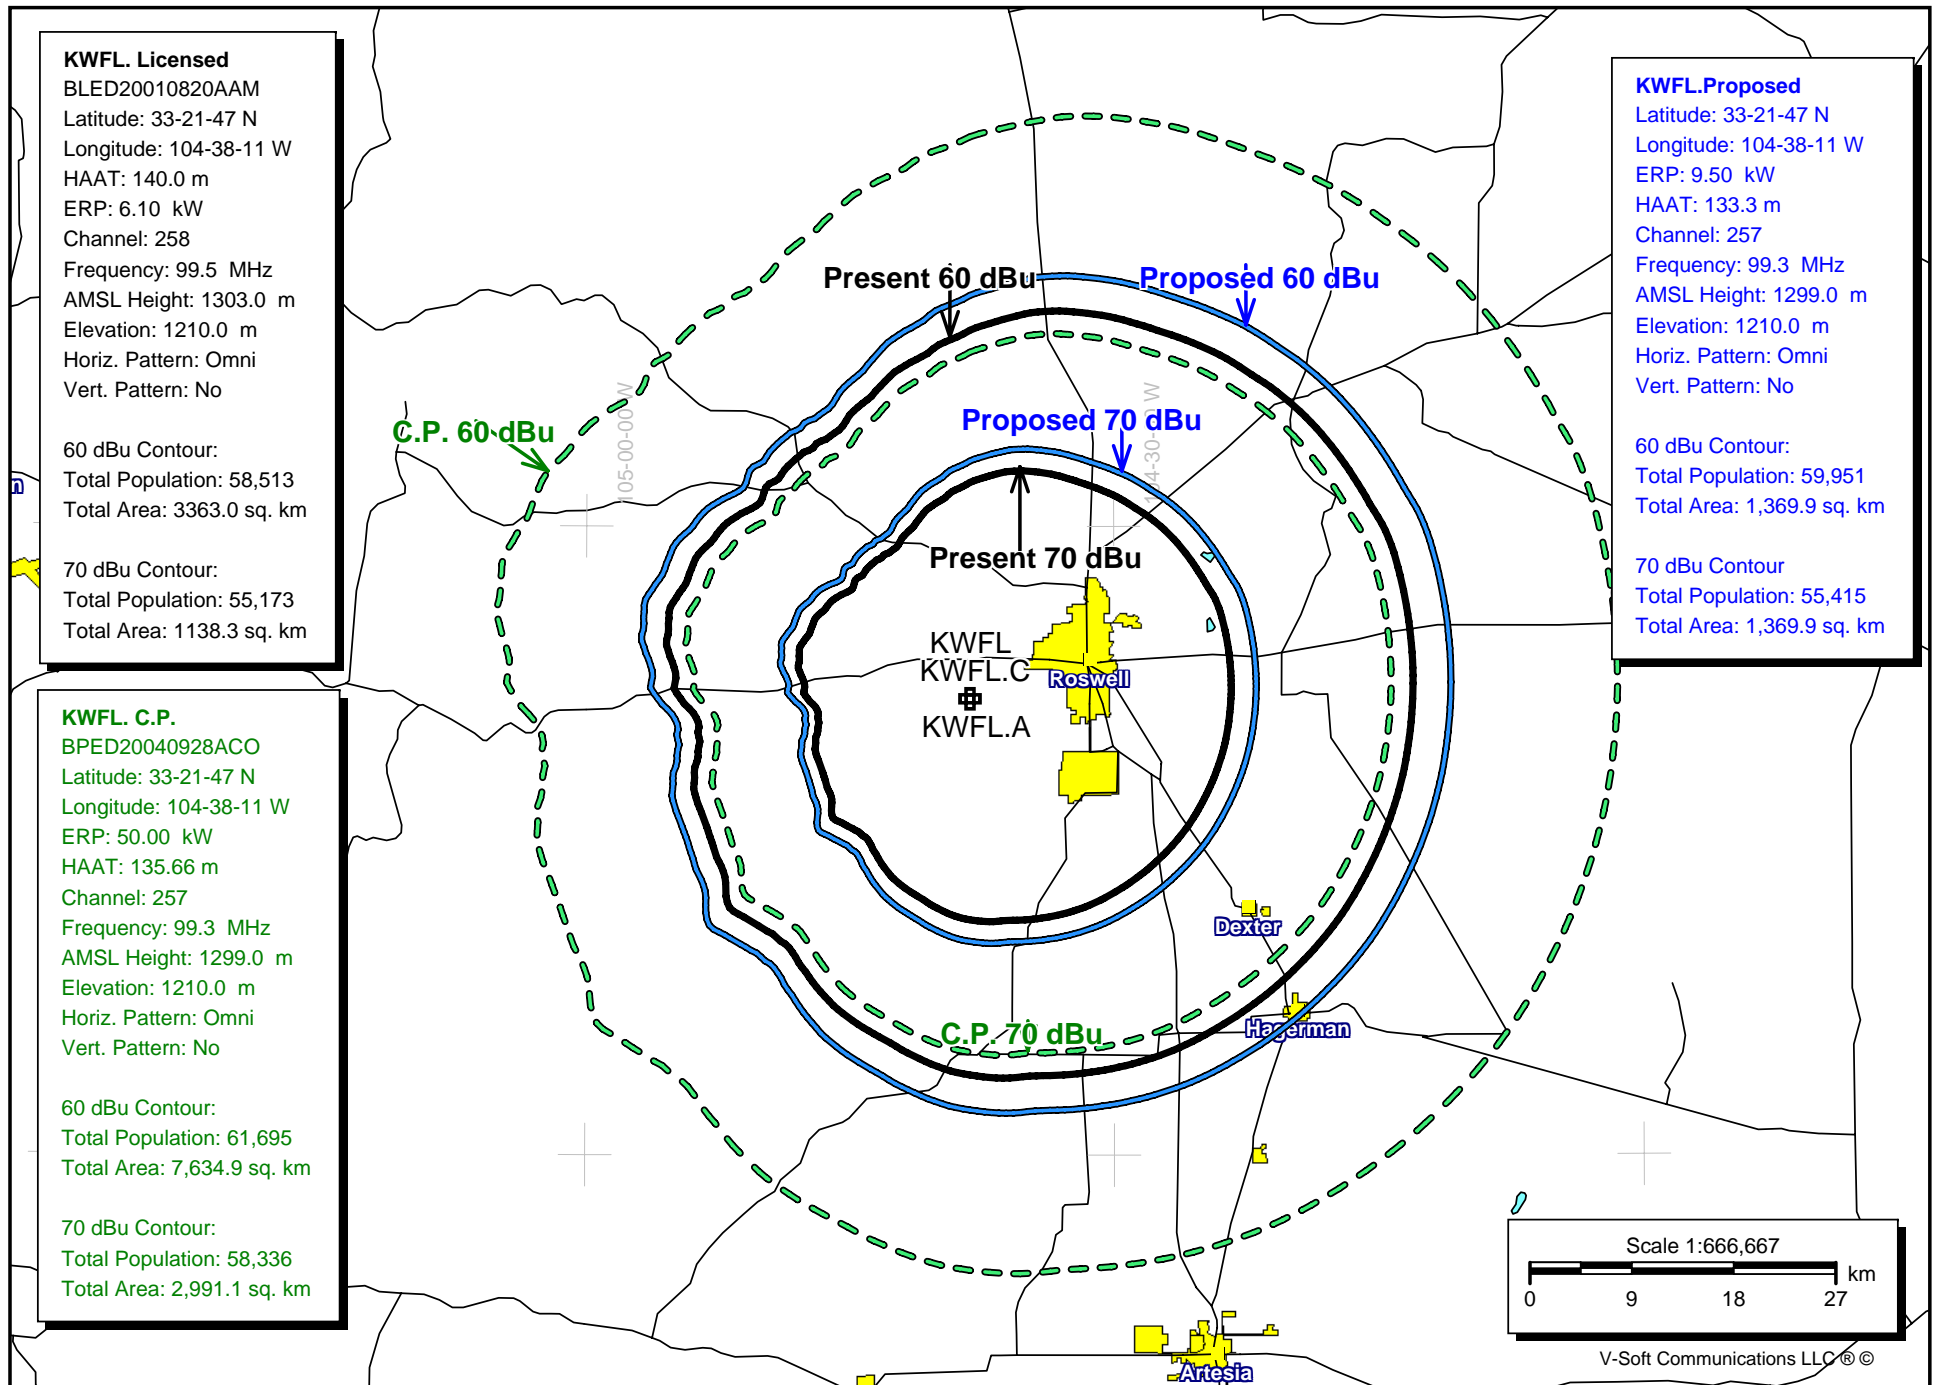 KWFL. Licensed
BLED20010820AAM
Latitude: 33-21-47 N
Longitude: 104-38-11 W
HAAT: 140.0 m
ERP: 6.10 kW
Channel: 258
Frequency: 99.5 MHz
AMSL Height: 1303.0 m
Elevation: 1210.0 m
Horiz. Pattern: Omni
Vert. Pattern: No
60 dBu Contour:
Total Population: 58,513
Total Area: 3363.0 sq. km
70 dBu Contour:
Total Population: 55,173
Total Area: 1138.3 sq. km
KWFL. C.P.
BPED20040928ACO
Latitude: 33-21-47 N
Longitude: 104-38-11 W
ERP: 50.00 kW
HAAT: 135.66 m
Channel: 257
Frequency: 99.3 MHz
AMSL Height: 1299.0 m
Elevation: 1210.0 m
Horiz. Pattern: Omni
Vert. Pattern: No
60 dBu Contour:
Total Population: 61,695
Total Area: 7,634.9 sq. km
70 dBu Contour:
Total Population: 58,336
Total Area: 2,991.1 sq. km
KWFL.Proposed
Latitude: 33-21-47 N
Longitude: 104-38-11 W
ERP: 9.50 kW
HAAT: 133.3 m
Channel: 257
Frequency: 99.3 MHz
AMSL Height: 1299.0 m
Elevation: 1210.0 m
Horiz. Pattern: Omni
Vert. Pattern: No
60 dBu Contour:
Total Population: 59,951
Total Area: 1,369.9 sq. km
70 dBu Contour
Total Population: 55,415
Total Area: 1,369.9 sq. km
Present 60 dBu
Proposed 60 dBu
C.P. 60 dBu
Proposed 70 dBu
105-00-00 W
104-30-00 W
Present 70 dBu
KWFL
KWFL.C
KWFL.A
Roswell
Dexter
Hagerman
C.P. 70 dBu
Artesia
n
Scale 1:666,667
km
0 9 18 27
V-Soft Communications LLC ® ©